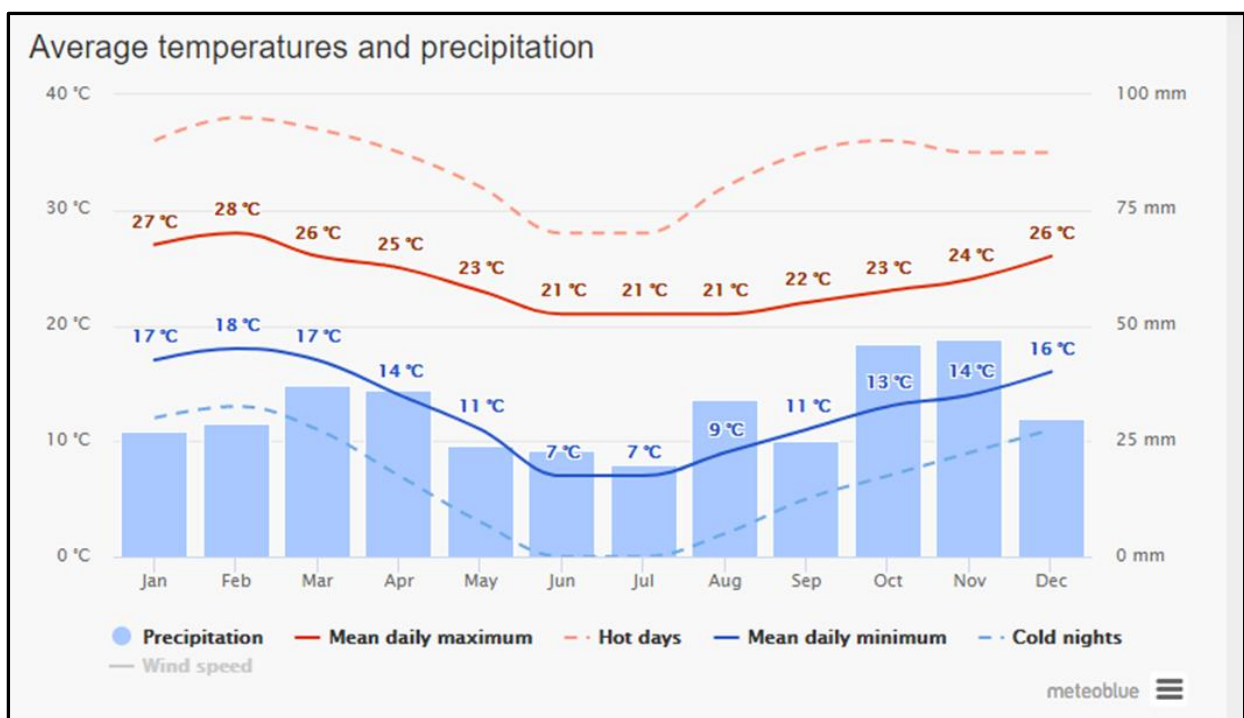 Average temperatures and precipitation
40 °C
100 mm
30 °C
75 mm
20 °C
50 mm
10 °C
25 mm
0 °C
0 mm
27 °C
28 °C
26 °C
25 °C
23 °C
21 °C
21 °C
21 °C
22 °C
23 °C
24 °C
26 °C
17 °C
18 °C
17 °C
14 °C
11 °C
7 °C
7 °C
9 °C
11 °C
13 °C
14 °C
16 °C
Jan Feb Mar Apr May Jun Jul Aug Sep Oct Nov Dec
Precipitation Mean daily maximum Hot days Mean daily minimum Cold nights
Wind speed
meteoblue